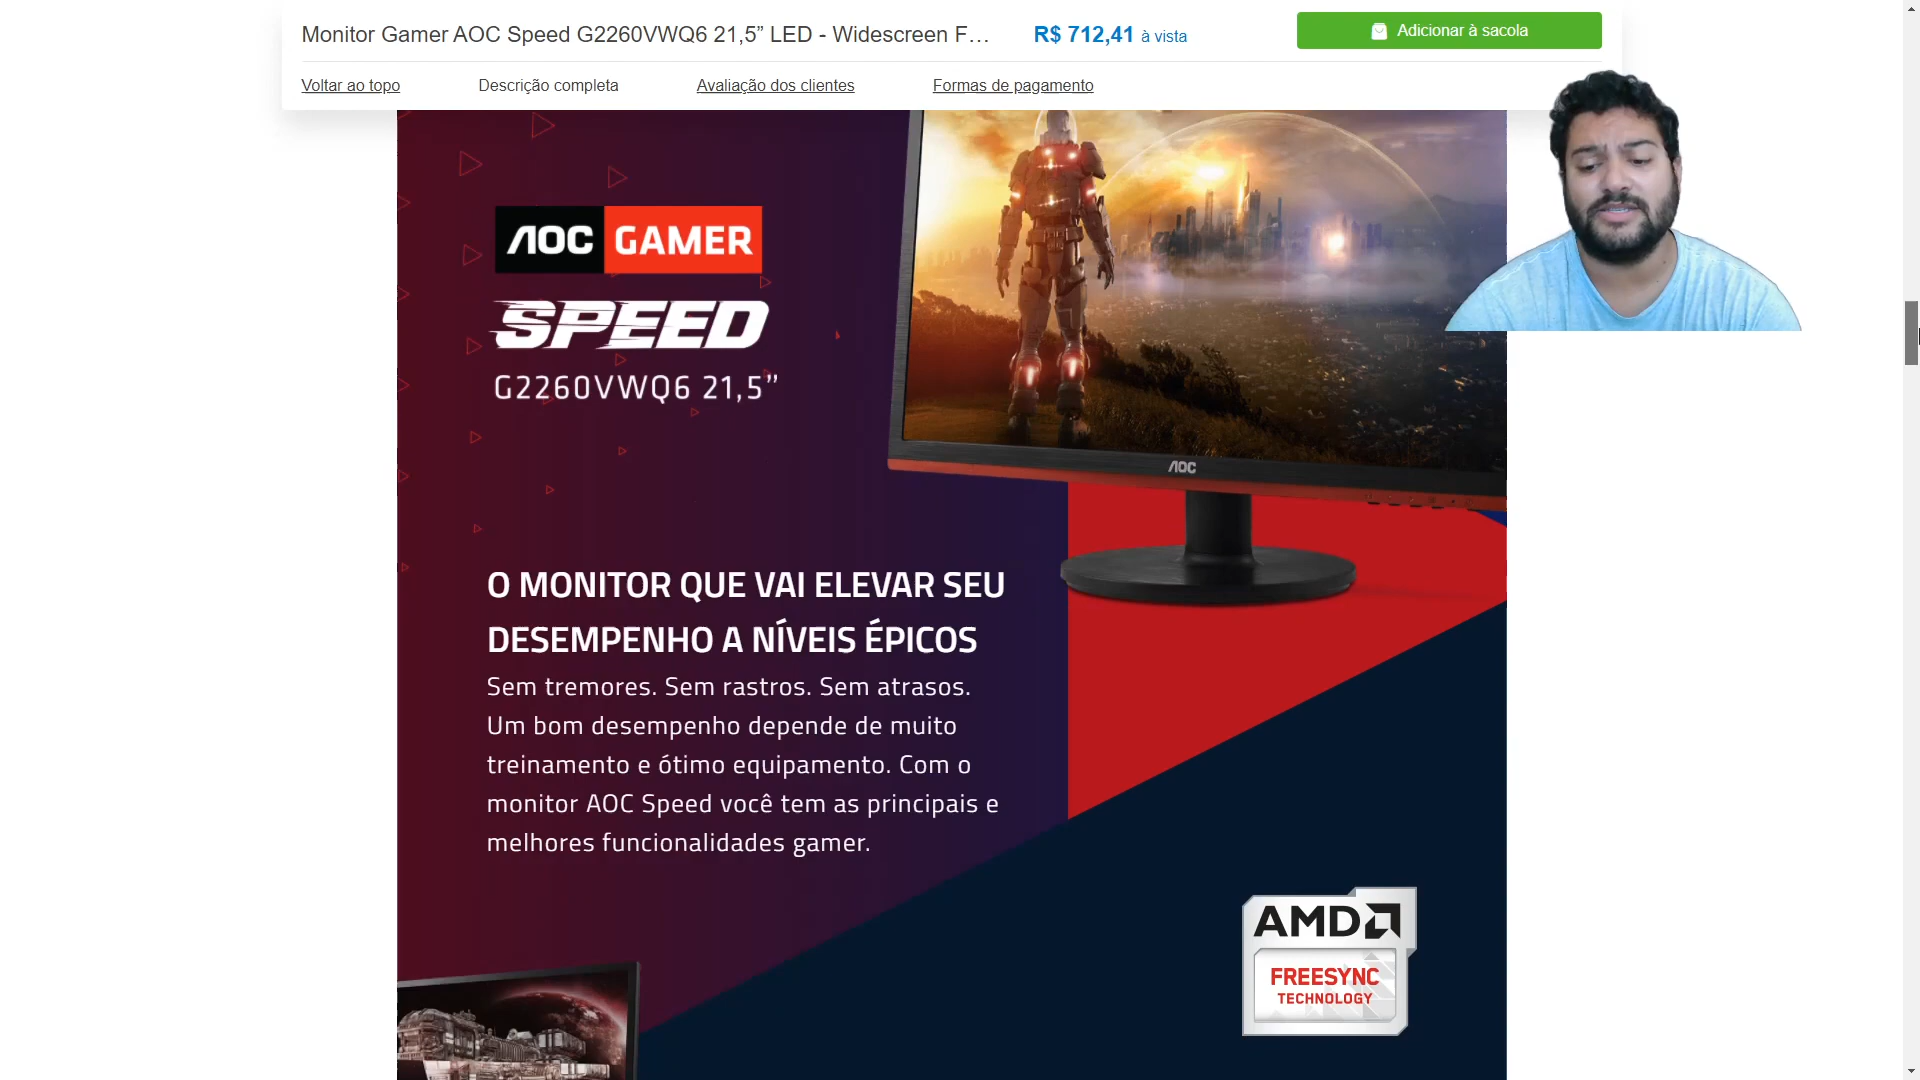 Monitor Gamer AOC Speed G2260VWQ6 21,5” LED - Widescreen F...
R$ 712,41 à vista
Adicionar à sacola
Voltar ao topo
Descrição completa
Avaliação dos clientes
Formas de pagamento
AOC GAMER
SPEED
G2260VWQ6 21,5”
AOC
O MONITOR QUE VAI ELEVAR SEU
DESEMPENHO A NÍVEIS ÉPICOS
Sem tremores. Sem rastros. Sem atrasos.
Um bom desempenho depende de muito
treinamento e ótimo equipamento. Com o
monitor AOC Speed você tem as principais e
melhores funcionalidades gamer.
AMD
FREESYNC
TECHNOLOGY